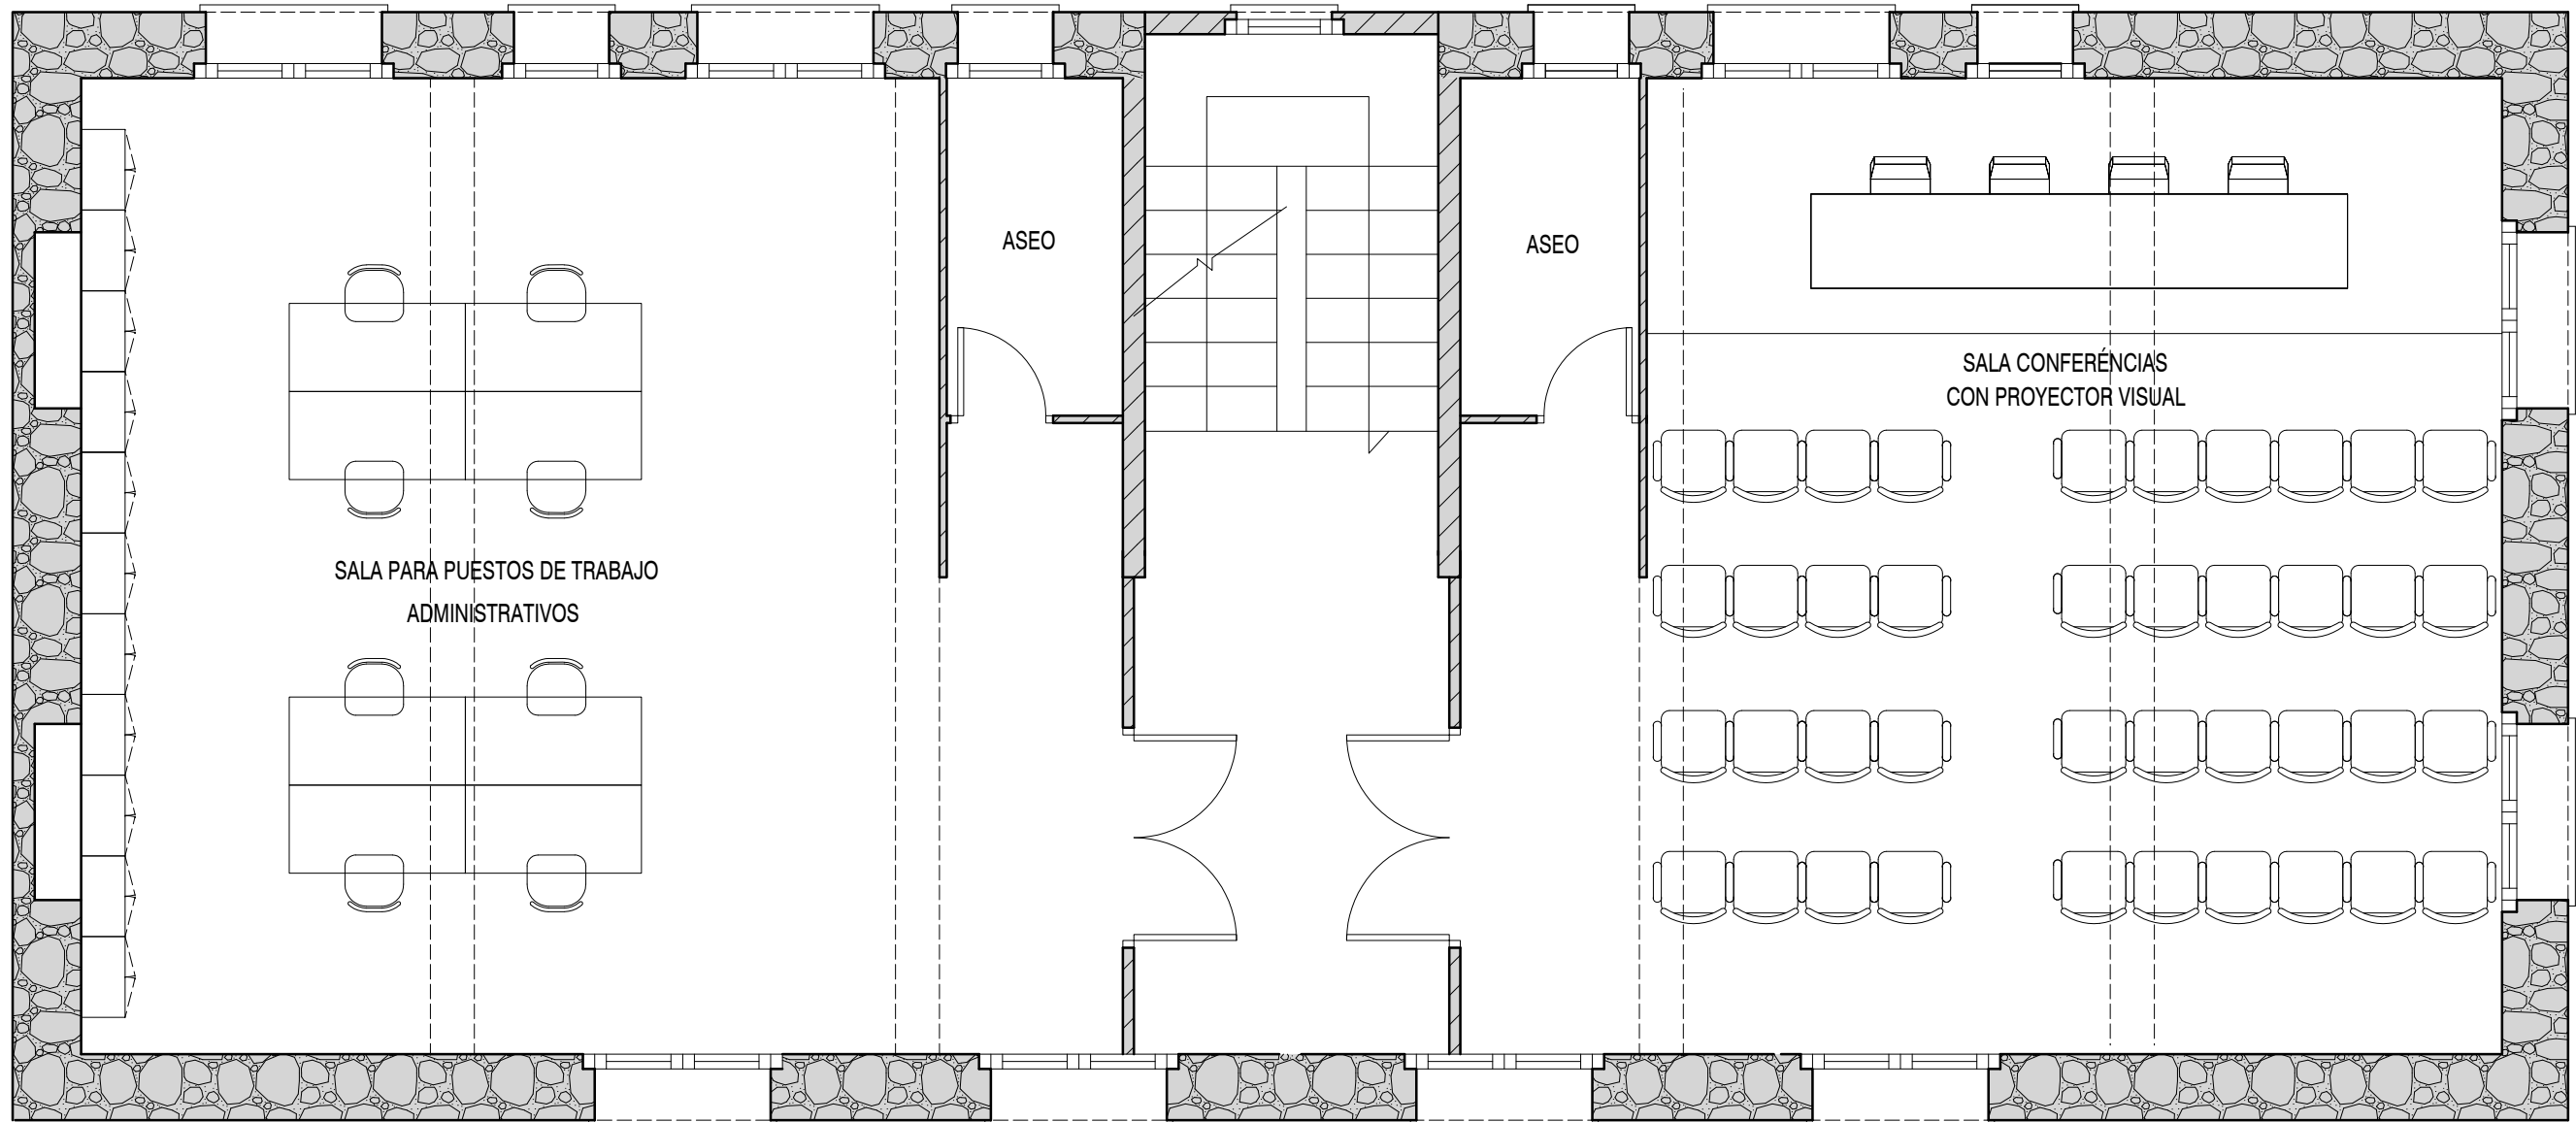 ASEO
ASEO
SALA CONFERÉNCIAS
CON PROYECTOR VISUAL
SALA PARA PUESTOS DE TRABAJO
ADMINISTRATIVOS